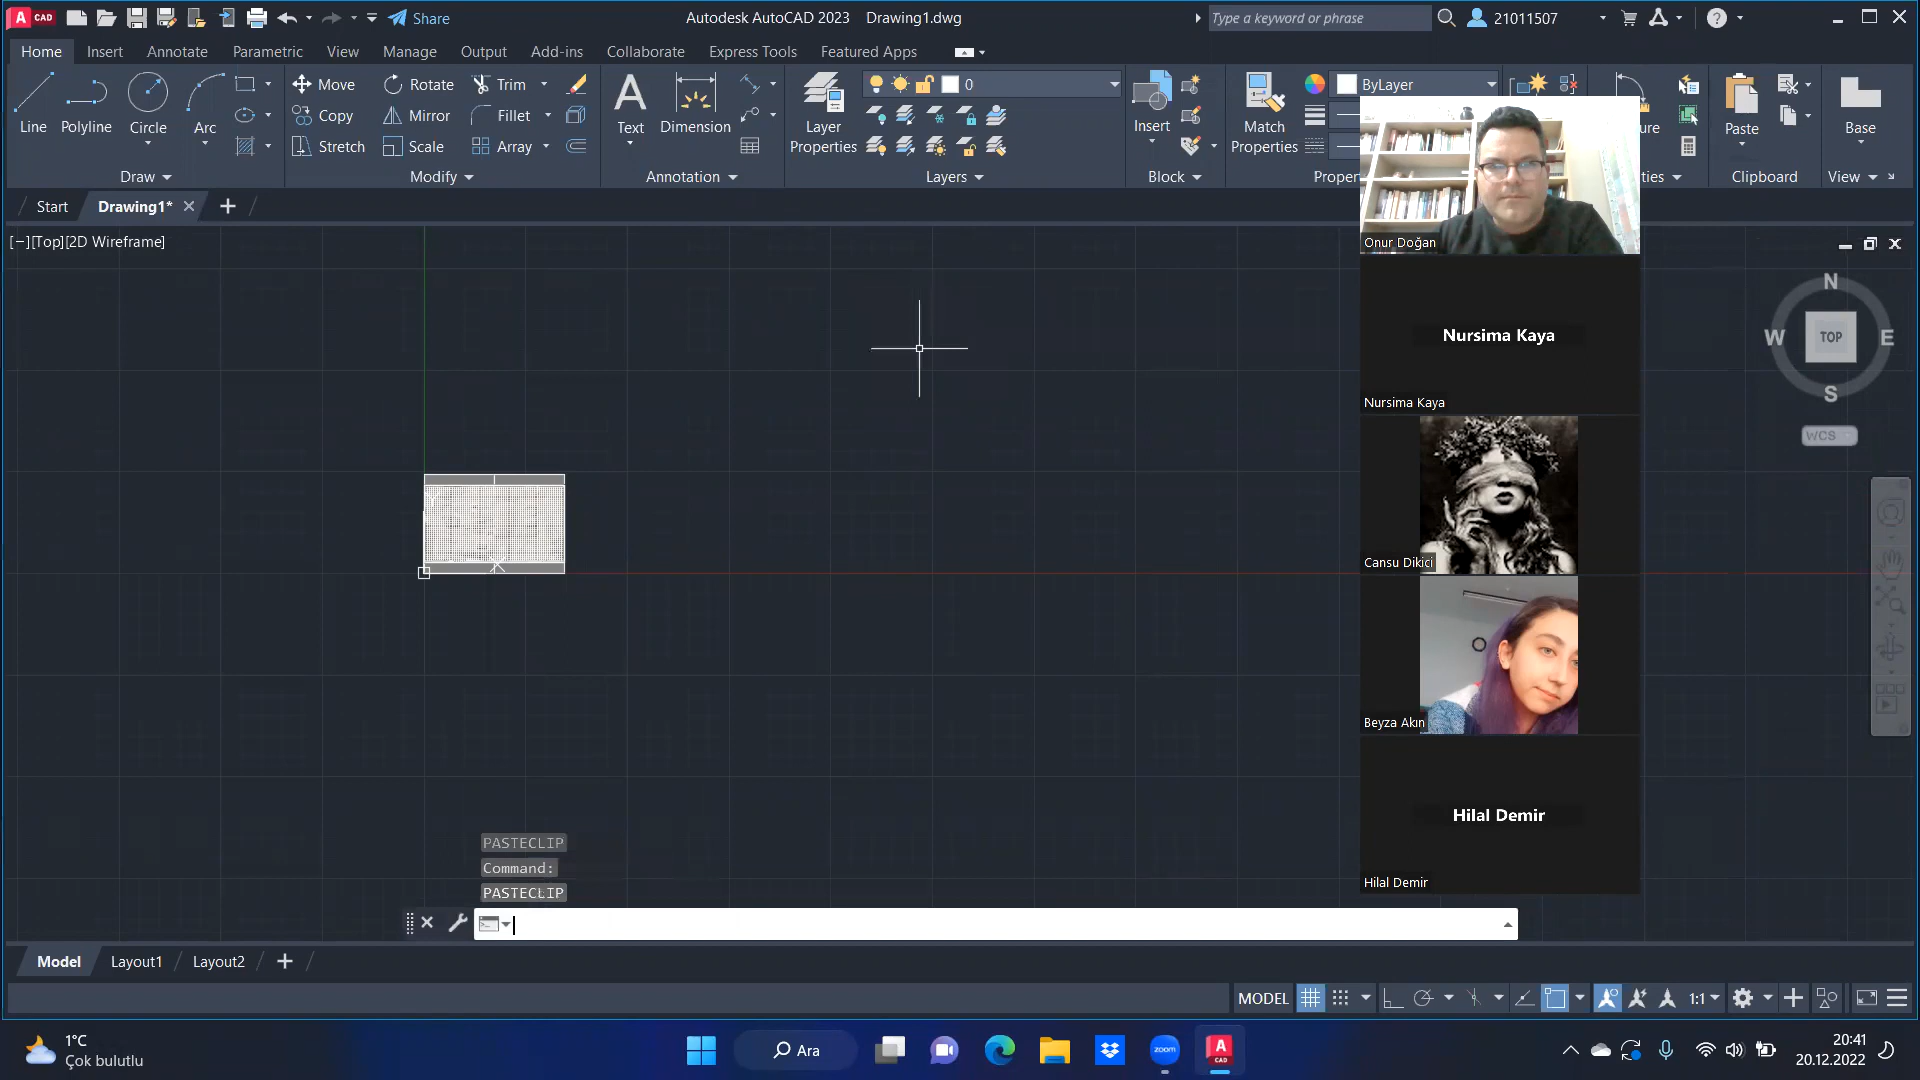 A CAD
Share
Autodesk AutoCAD 2023 Drawing1.dwg
Type a keyword or phrase
21011507
Home Insert Annotate Parametric View Manage Output Add-ins Collaborate Express Tools Featured Apps
Line Polyline Circle Arc
Move Rotate Trim
Copy Mirror Fillet
Stretch Scale Array
Text Dimension
Layer Properties
0
Insert
Match Properties
ByLayer
Paste
Base
Draw Modify Annotation Layers Block Clipboard View
Start Drawing1* +
[−][Top][2D Wireframe]
Onur Doğan
Nursima Kaya
Nursima Kaya
Cansu Dikici
Beyza Akın
Hilal Demir
Hilal Demir
N
W TOP E
S
WCS
Y
X
PASTECLIP
Command:
PASTECLIP
Model Layout1 Layout2 +
MODEL 1:1
1°C
Çok bulutlu
Ara
zoom
A CAD
20:41
20.12.2022